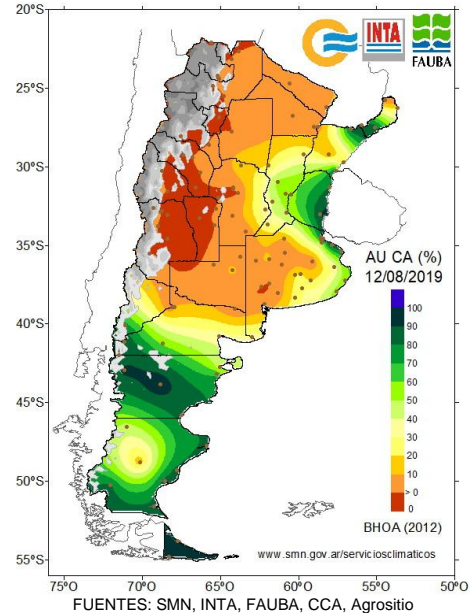 20°S
25°S
30°S
35°S
40°S
45°S
50°S
55°S
INTA
FAUBA
AU CA (%)
12/08/2019
100
90
80
70
60
50
40
30
20
10
> 0
0
BHOA (2012)
www.smn.gov.ar/serviciosclimaticos
75°O
70°O
65°O
60°O
55°O
50°O
FUENTES: SMN, INTA, FAUBA, CCA, Agrositio